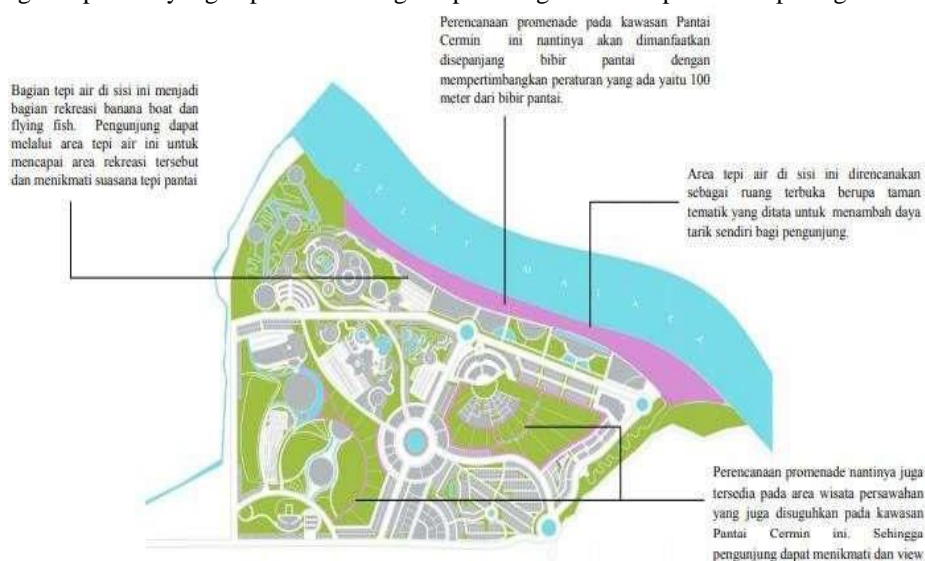 Perencanaan promenade pada kawasan Pantai
Cermin ini nantinya akan dimanfaatkan
disepanjang bibir pantai dengan
mempertimbangkan peraturan yang ada yaitu 100
meter dari bibir pantai.
Bagian tepi air di sisi ini menjadi
bagian rekreasi banana boat dan
flying fish. Pengunjung dapat
melalui area tepi air ini untuk
mencapai area rekreasi tersebut
dan menikmati suasana tepi pantai
Area tepi air di sisi ini direncanakan
sebagai ruang terbuka berupa taman
tematik yang ditata untuk menambah daya
tarik sendiri bagi pengunjung.
SELAT MALAKA
Perencanaan promenade nantinya juga
tersedia pada area wisata persawahan
yang juga disuguhkan pada kawasan
Pantai Cermin ini. Sehingga
pengunjung dapat menikmati dan view